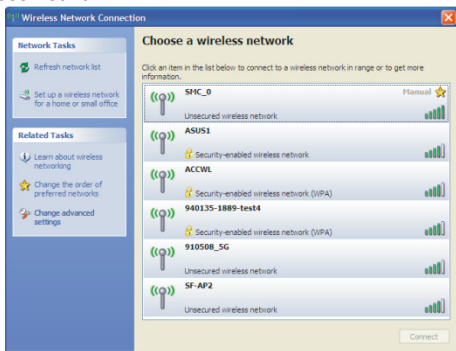 Wireless Network Connection
Network Tasks
Refresh network list
Set up a wireless network
for a home or small office
Related Tasks
Learn about wireless
networking
Change the order of
preferred networks
Change advanced
settings
Choose a wireless network
Click an item in the list below to connect to a wireless network in range or to get more
information.
SMC_0 Manual
Unsecured wireless network
ASUS1
Security-enabled wireless network
ACCWL
Security-enabled wireless network (WPA)
940135-1889-test4
Security-enabled wireless network (WPA)
910508_5G
Unsecured wireless network
SF-AP2
Unsecured wireless network
Connect